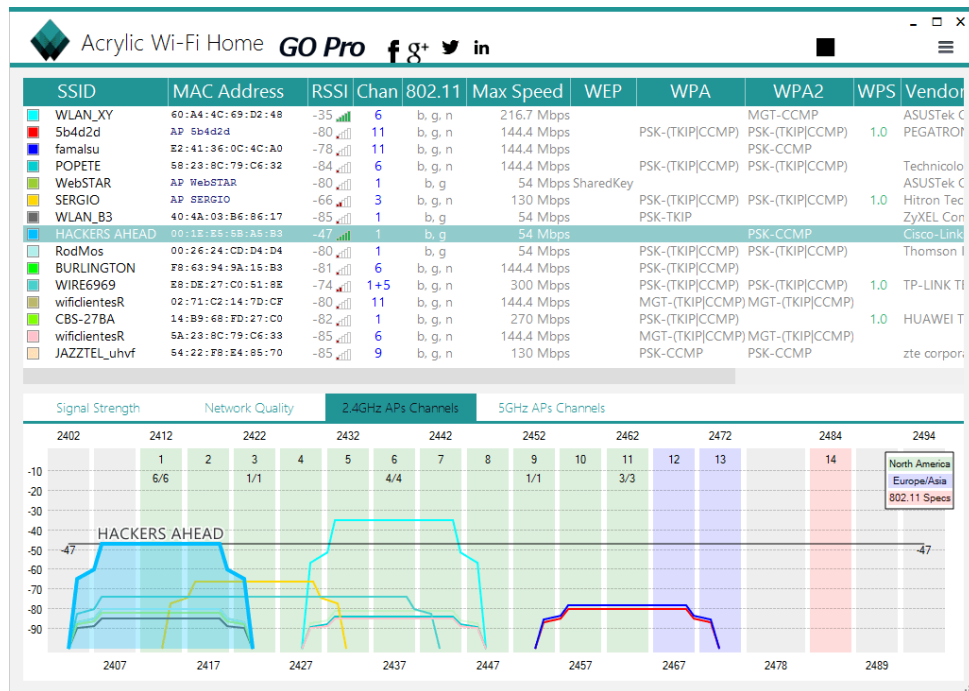 Acrylic Wi-Fi Home GO Pro f g+ in
SSID MAC Address RSSI Chan 802.11 Max Speed WEP WPA WPA2 WPS Vendor
WLAN_XY 60:A4:4C:69:D2:48 -35 6 b, g, n 216.7 Mbps MGT-CCMP ASUSTek C
5b4d2d AP 5b4d2d -80 11 b, g, n 144.4 Mbps PSK-(TKIP|CCMP) PSK-(TKIP|CCMP) 1.0 PEGATRON
famalsu E2:41:36:0C:4C:A0 -78 11 b, g, n 144.4 Mbps PSK-CCMP
POPETE 58:23:8C:79:C6:32 -84 6 b, g, n 144.4 Mbps PSK-(TKIP|CCMP) PSK-(TKIP|CCMP) Technicolo
WebSTAR AP WebSTAR -80 1 b, g 54 Mbps SharedKey ASUSTek C
SERGIO AP SERGIO -66 3 b, g, n 130 Mbps PSK-(TKIP|CCMP) PSK-(TKIP|CCMP) 1.0 Hitron Tec
WLAN_B3 40:4A:03:B6:86:17 -85 1 b, g 54 Mbps PSK-TKIP ZyXEL Com
HACKERS AHEAD 00:1E:E5:5B:A5:B3 -47 1 b, g 54 Mbps PSK-CCMP Cisco-Link
RodMos 00:26:24:CD:D4:D4 -80 1 b, g 54 Mbps PSK-(TKIP|CCMP) PSK-(TKIP|CCMP) Thomson
BURLINGTON F8:63:94:9A:15:B3 -81 6 b, g, n 144.4 Mbps PSK-(TKIP|CCMP)
WIRE6969 E8:DE:27:C0:51:8E -74 1+5 b, g, n 300 Mbps PSK-(TKIP|CCMP) PSK-(TKIP|CCMP) 1.0 TP-LINK TE
wificlientesR 02:71:C2:14:7D:CF -80 11 b, g, n 144.4 Mbps MGT-(TKIP|CCMP) MGT-(TKIP|CCMP)
CBS-27BA 14:B9:68:FD:27:C0 -82 1 b, g, n 270 Mbps PSK-(TKIP|CCMP) 1.0 HUAWEI T
wificlientesR 5A:23:8C:79:C6:33 -85 6 b, g, n 144.4 Mbps MGT-(TKIP|CCMP) MGT-(TKIP|CCMP)
JAZZTEL_uhvf 54:22:F8:E4:85:70 -85 9 b, g, n 130 Mbps PSK-CCMP PSK-CCMP zte corpora
Signal Strength Network Quality 2.4GHz APs Channels 5GHz APs Channels
2402 2412 2422 2432 2442 2452 2462 2472 2484 2494
1 2 3 4 5 6 7 8 9 10 11 12 13 14
6/6 1/1 4/4 1/1 3/3
North America
Europe/Asia
802.11 Specs
-10
-20
-30
-40
HACKERS AHEAD
-50 -47 -47
-60
-70
-80
-90
2407 2417 2427 2437 2447 2457 2467 2478 2489